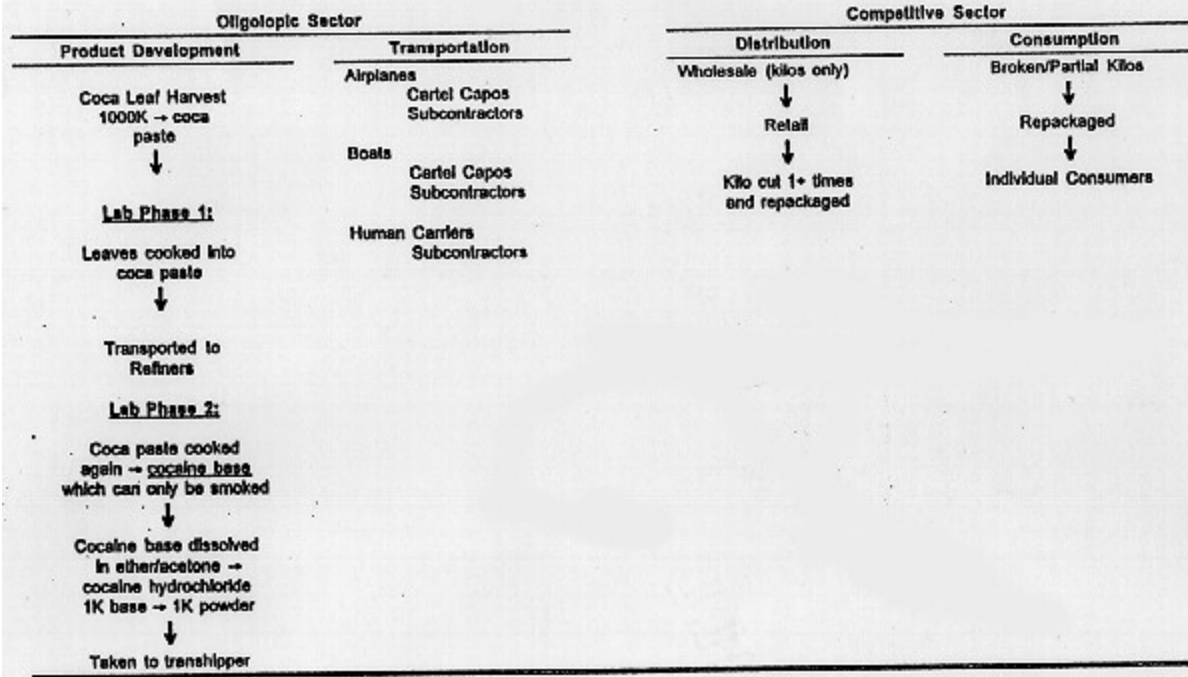 Oligolopic Sector
Competitive Sector
Product Development
Transportation
Distribution
Consumption
Coca Leaf Harvest
1000K → coca
paste
Lab Phase 1:
Leaves cooked into
coca paste
Transported to
Refiners
Lab Phase 2:
Coca paste cooked
again → cocaine base
which can only be smoked
Cocaine base dissolved
in ether/acetone →
cocaine hydrochloride
1K base → 1K powder
Taken to transhipper
Airplanes
Cartel Capos
Subcontractors
Boats
Cartel Capos
Subcontractors
Human Carriers
Subcontractors
Wholesale (kilos only)
Retail
Kilo cut 1+ times
and repackaged
Broken/Partial Kilos
Repackaged
Individual Consumers